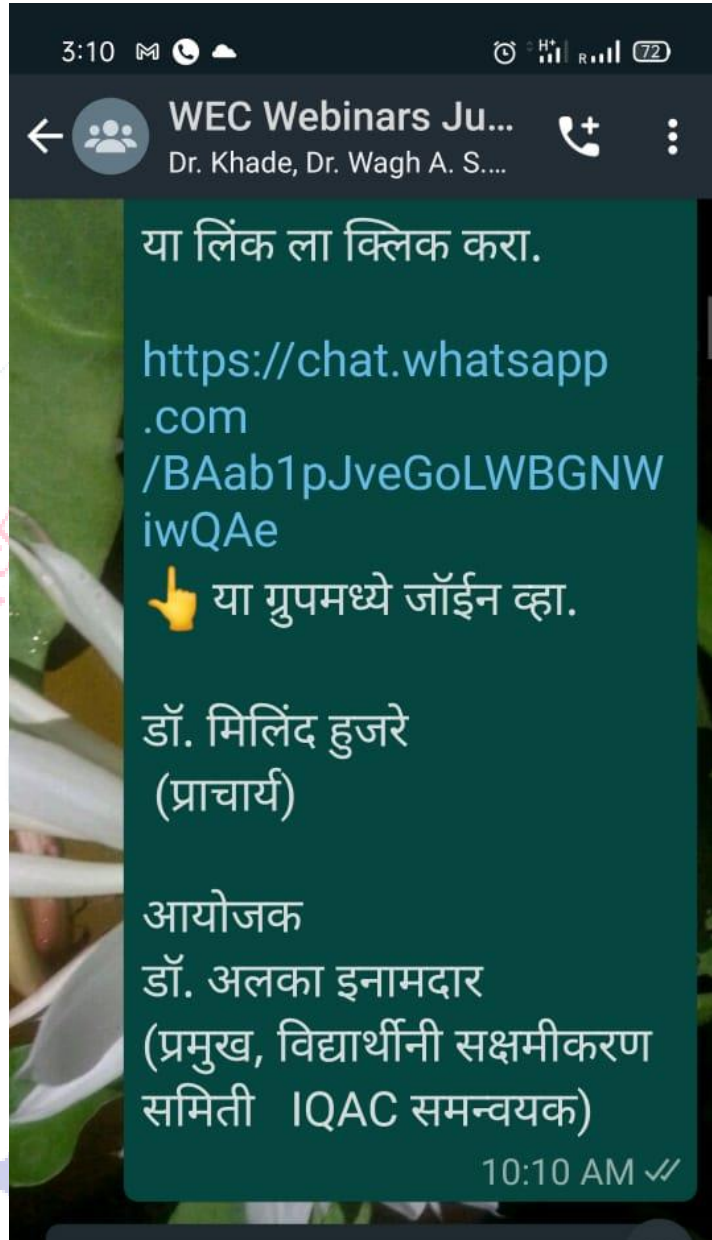 3:10 H+ R 72
WEC Webinars Ju...
Dr. Khade, Dr. Wagh A. S....
या लिंक ला क्लिक करा.
https://chat.whatsapp
.com
/BAab1pJveGoLWBGNW
iwQAe
👆 या ग्रुपमध्ये जॉईन व्हा.
डॉ. मिलिंद हुजरे
(प्राचार्य)
आयोजक
डॉ. अलका इनामदार
(प्रमुख, विद्यार्थीनी सक्षमीकरण
समिती IQAC समन्वयक)
10:10 AM